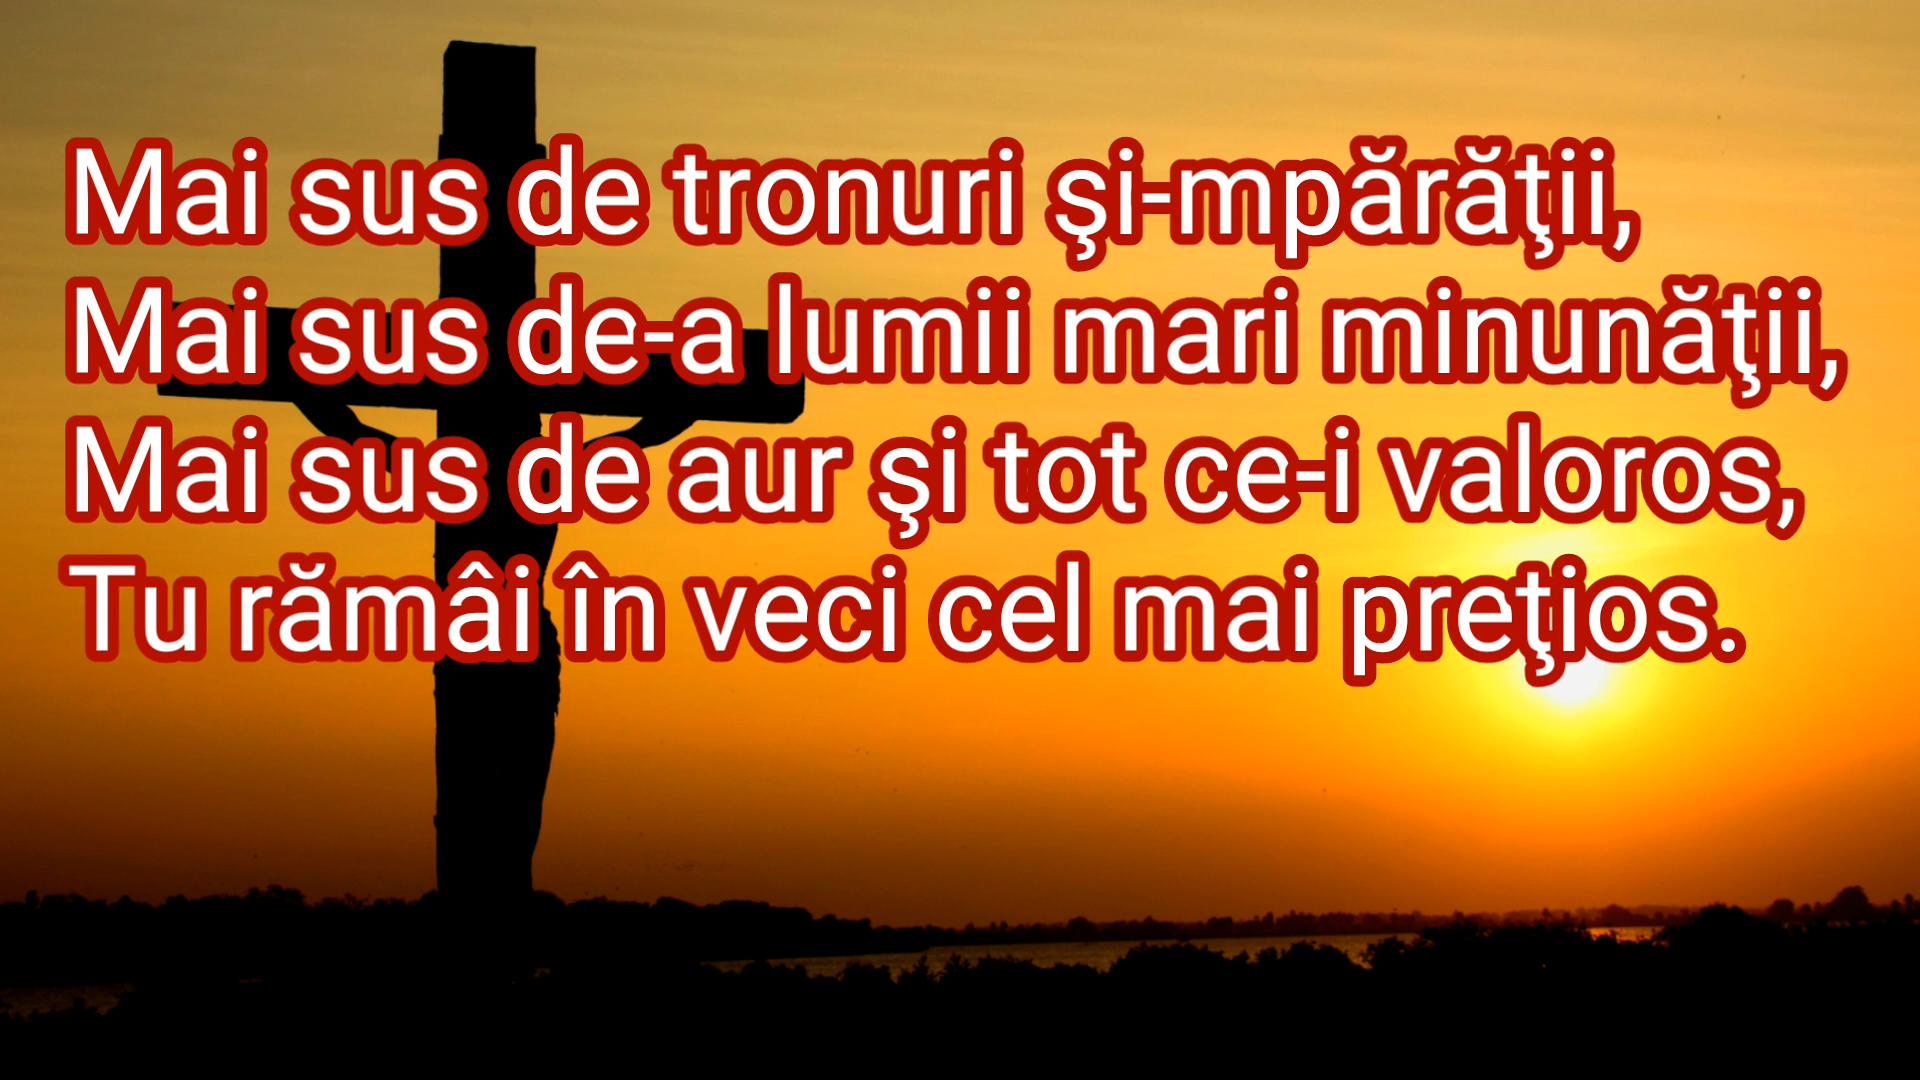 Mai sus de tronuri şi-mpărăţii,
Mai sus de-a lumii mari minunăţii,
Mai sus de aur şi tot ce-i valoros,
Tu rămâi în veci cel mai preţios.